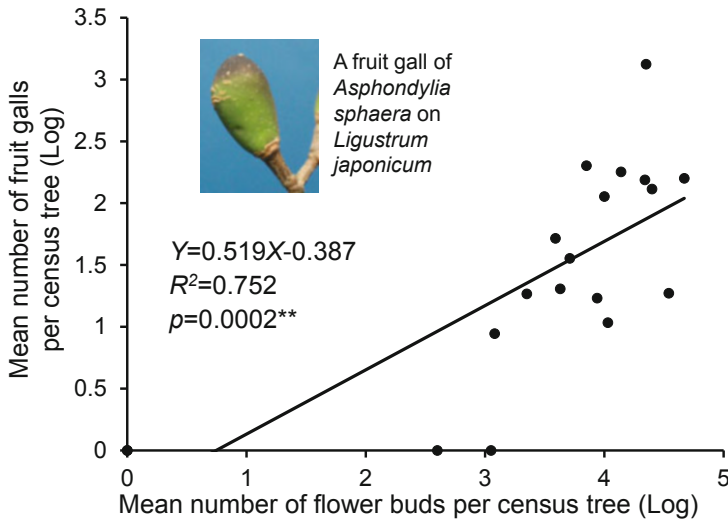 3.5
3
2.5
2
1.5
1
0.5
0
0
1
2
3
4
5
Mean number of fruit galls
per census tree (Log)
A fruit gall of
Asphondylia
sphaera on
Ligustrum
japonicum
Y=0.519X-0.387
R²=0.752
p=0.0002**
Mean number of flower buds per census tree (Log)